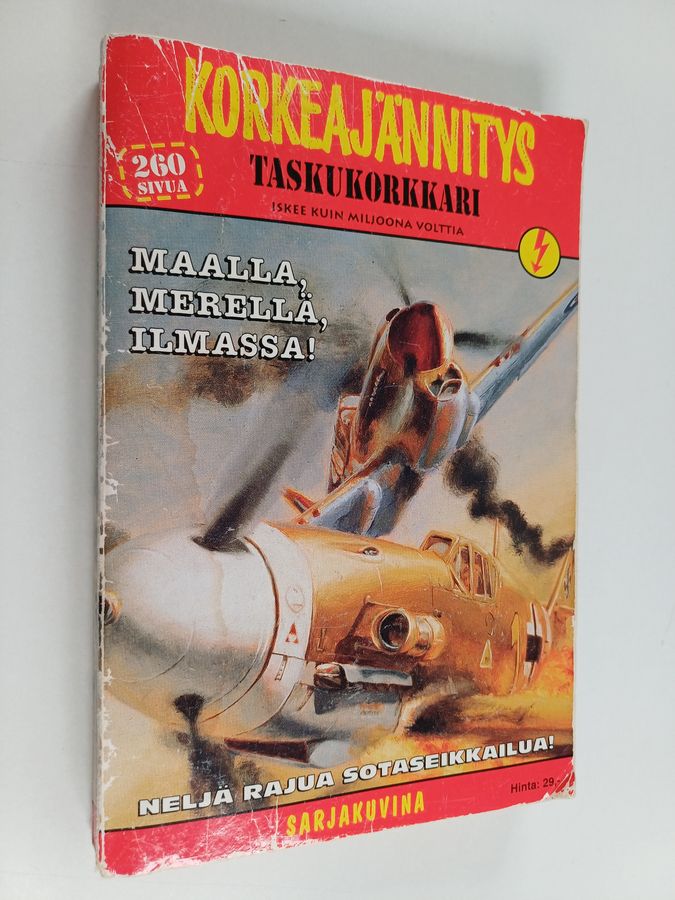 KORKEAJÄNNITYS
260
SIVUA
TASKUKORKKARI
ISKEE KUIN MILJOONA VOLTTIA
MAALLA,
MERELLÄ,
ILMASSA!
NELJÄ RAJUA SOTASEIKKAILUA!
Hinta: 29,-
SARJAKUVINA